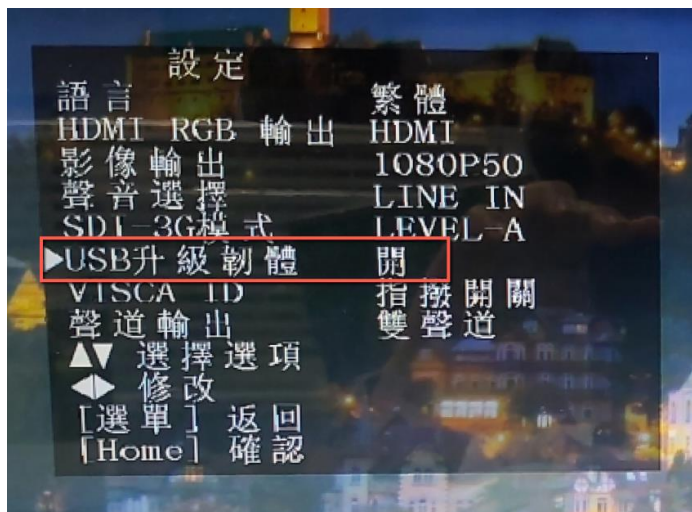 設定
語言 繁體
HDMI RGB 輸出 HDMI
影像輸出 1080P50
聲音選擇 LINE IN
SDI-3G模式 LEVEL-A
▶USB升級韌體 開
VISCA ID 指撥開關
聲道輸出 雙聲道
▲▼ 選擇選項
◀▶ 修改
[選單] 返回
[Home] 確認